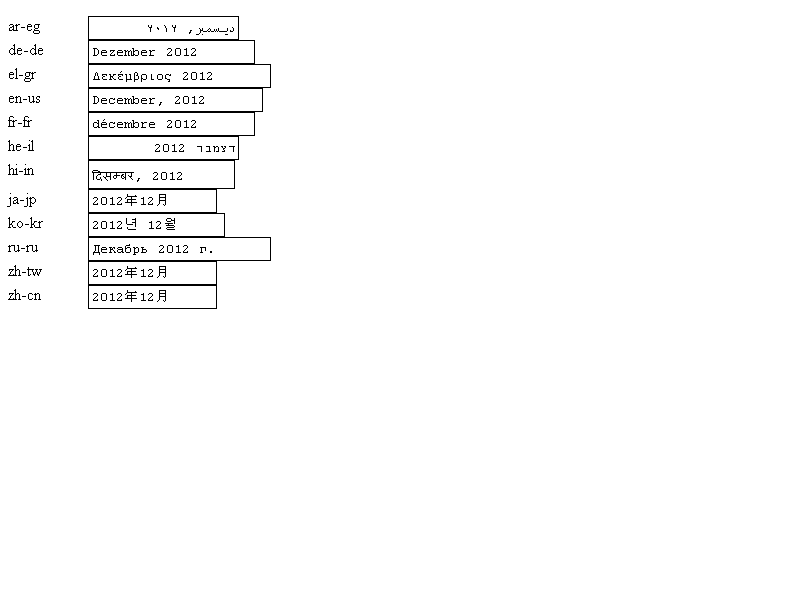 ar-eg ديسمبر, ٢٠١٢
de-de Dezember 2012
el-gr Δεκέμβριος 2012
en-us December, 2012
fr-fr décembre 2012
he-il דצמבר 2012
hi-in दिसम्बर, 2012
ja-jp 2012年12月
ko-kr 2012년 12월
ru-ru Декабрь 2012 г.
zh-tw 2012年12月
zh-cn 2012年12月